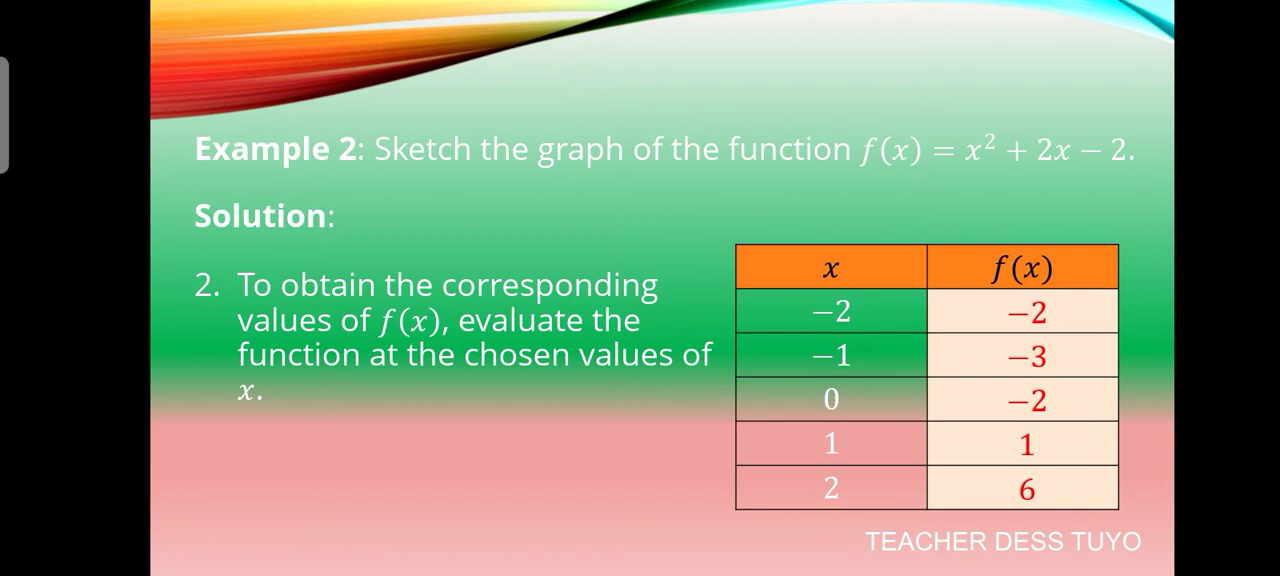 Example 2: Sketch the graph of the function f(x) = x² + 2x − 2.
Solution:
2. To obtain the corresponding
values of f(x), evaluate the
function at the chosen values of
x.
x f(x)
−2 −2
−1 −3
0 −2
1 1
2 6
TEACHER DESS TUYO